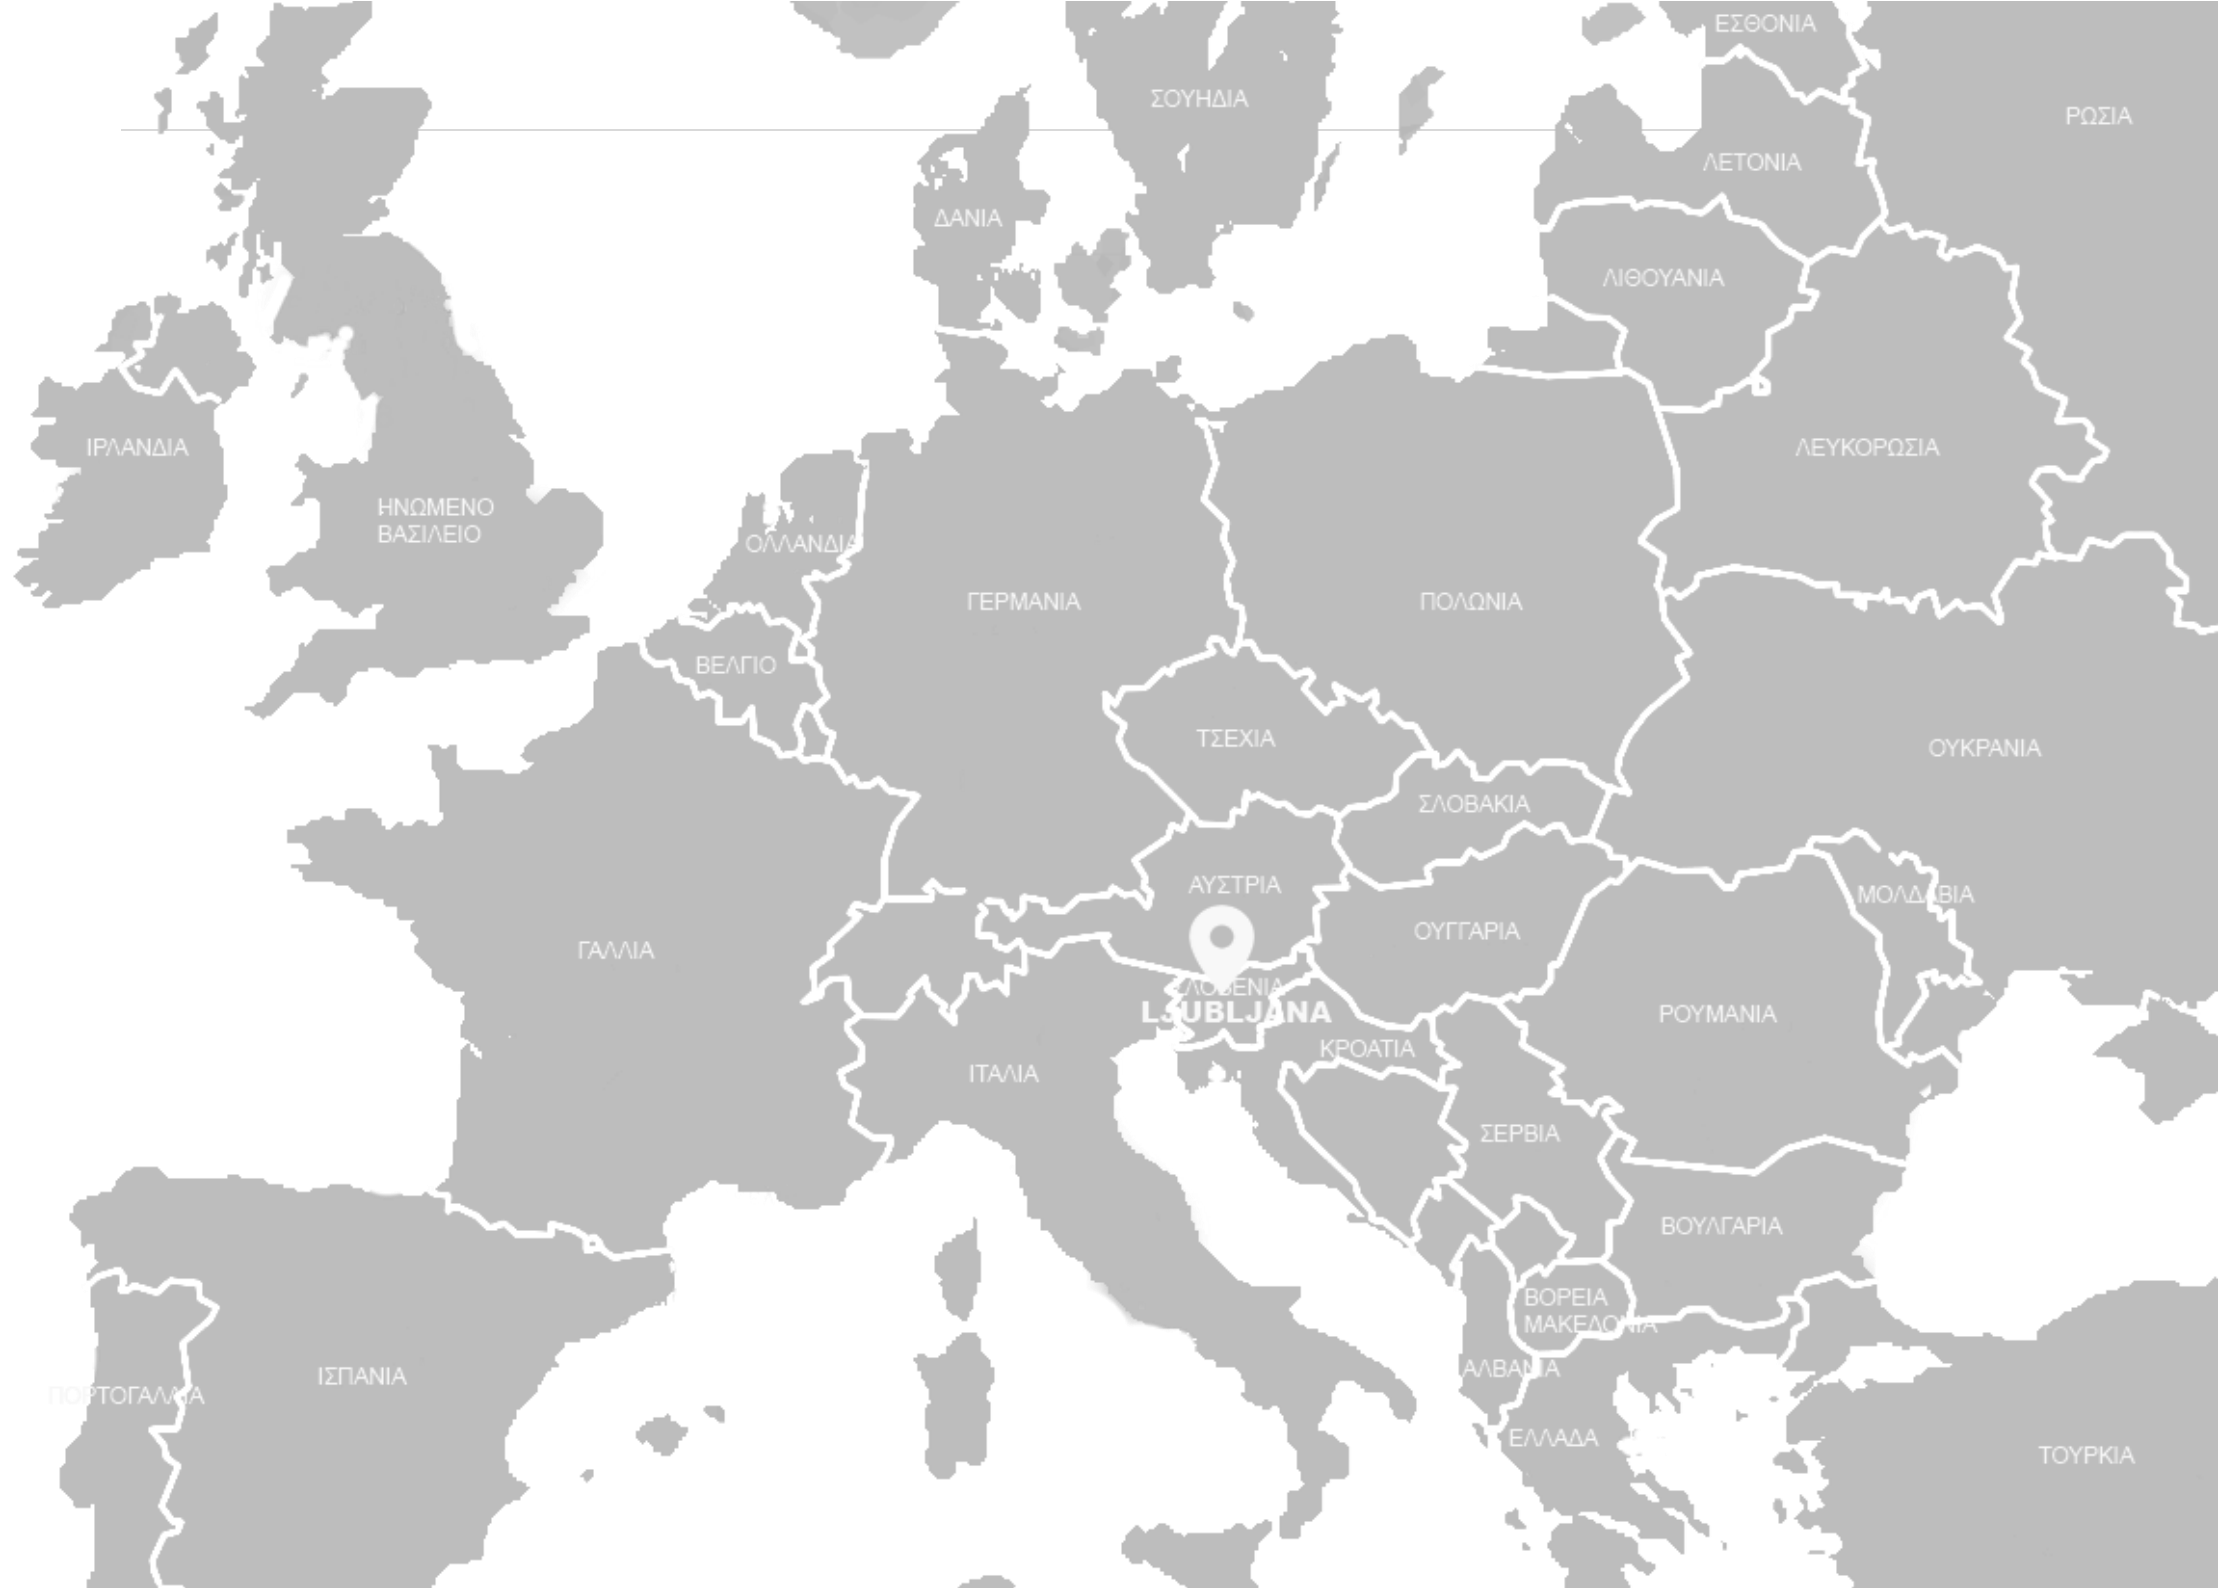 ΕΣΘΟΝΙΑ
ΣΟΥΗΔΙΑ
ΡΩΣΙΑ
ΛΕΤΟΝΙΑ
ΔΑΝΙΑ
ΛΙΘΟΥΑΝΙΑ
ΙΡΛΑΝΔΙΑ
ΛΕΥΚΟΡΩΣΙΑ
ΗΝΩΜΕΝΟ
ΒΑΣΙΛΕΙΟ
ΟΛΛΑΝΔΙΑ
ΓΕΡΜΑΝΙΑ
ΠΟΛΩΝΙΑ
ΒΕΛΓΙΟ
ΤΣΕΧΙΑ
ΟΥΚΡΑΝΙΑ
ΣΛΟΒΑΚΙΑ
ΑΥΣΤΡΙΑ
ΜΟΛΔΑΒΙΑ
ΟΥΓΓΑΡΙΑ
ΓΑΛΛΙΑ
ΣΛΟΒΕΝΙΑ
LJUBLJANA
ΡΟΥΜΑΝΙΑ
ΚΡΟΑΤΙΑ
ΙΤΑΛΙΑ
ΣΕΡΒΙΑ
ΒΟΥΛΓΑΡΙΑ
ΒΟΡΕΙΑ
ΜΑΚΕΔΟΝΙΑ
ΑΛΒΑΝΙΑ
ΙΣΠΑΝΙΑ
ΠΟΡΤΟΓΑΛΛΙΑ
ΕΛΛΑΔΑ
ΤΟΥΡΚΙΑ